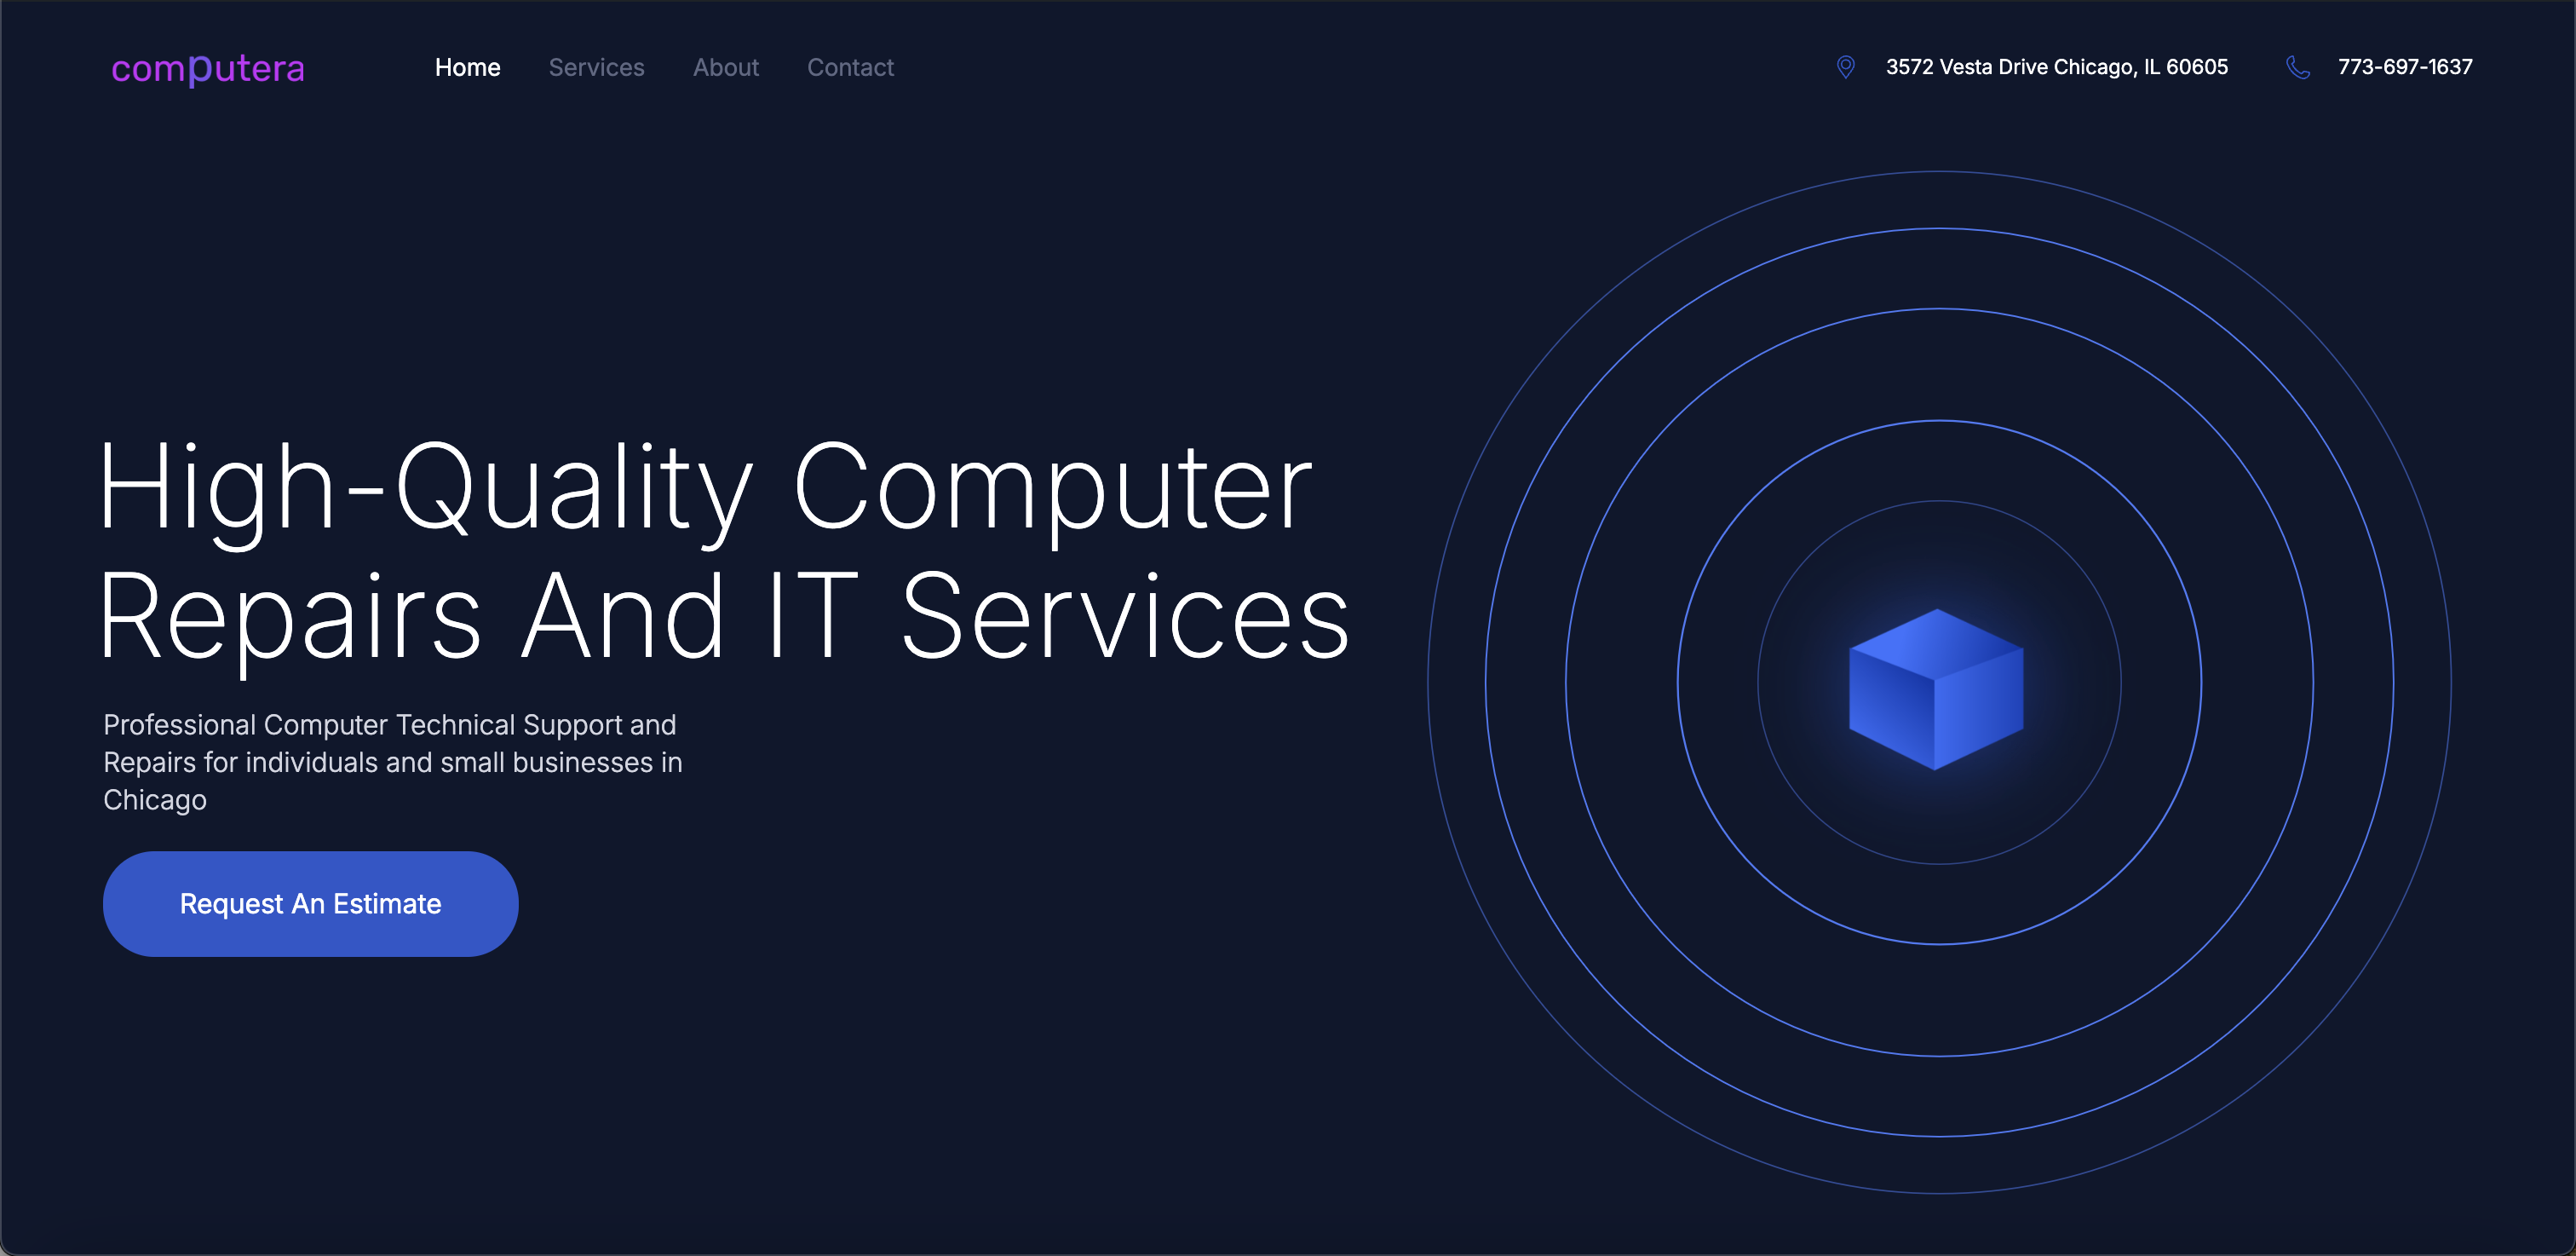 computera
Home Services About Contact
3572 Vesta Drive Chicago, IL 60605
773-697-1637
High-Quality Computer
Repairs And IT Services
Professional Computer Technical Support and
Repairs for individuals and small businesses in
Chicago
Request An Estimate